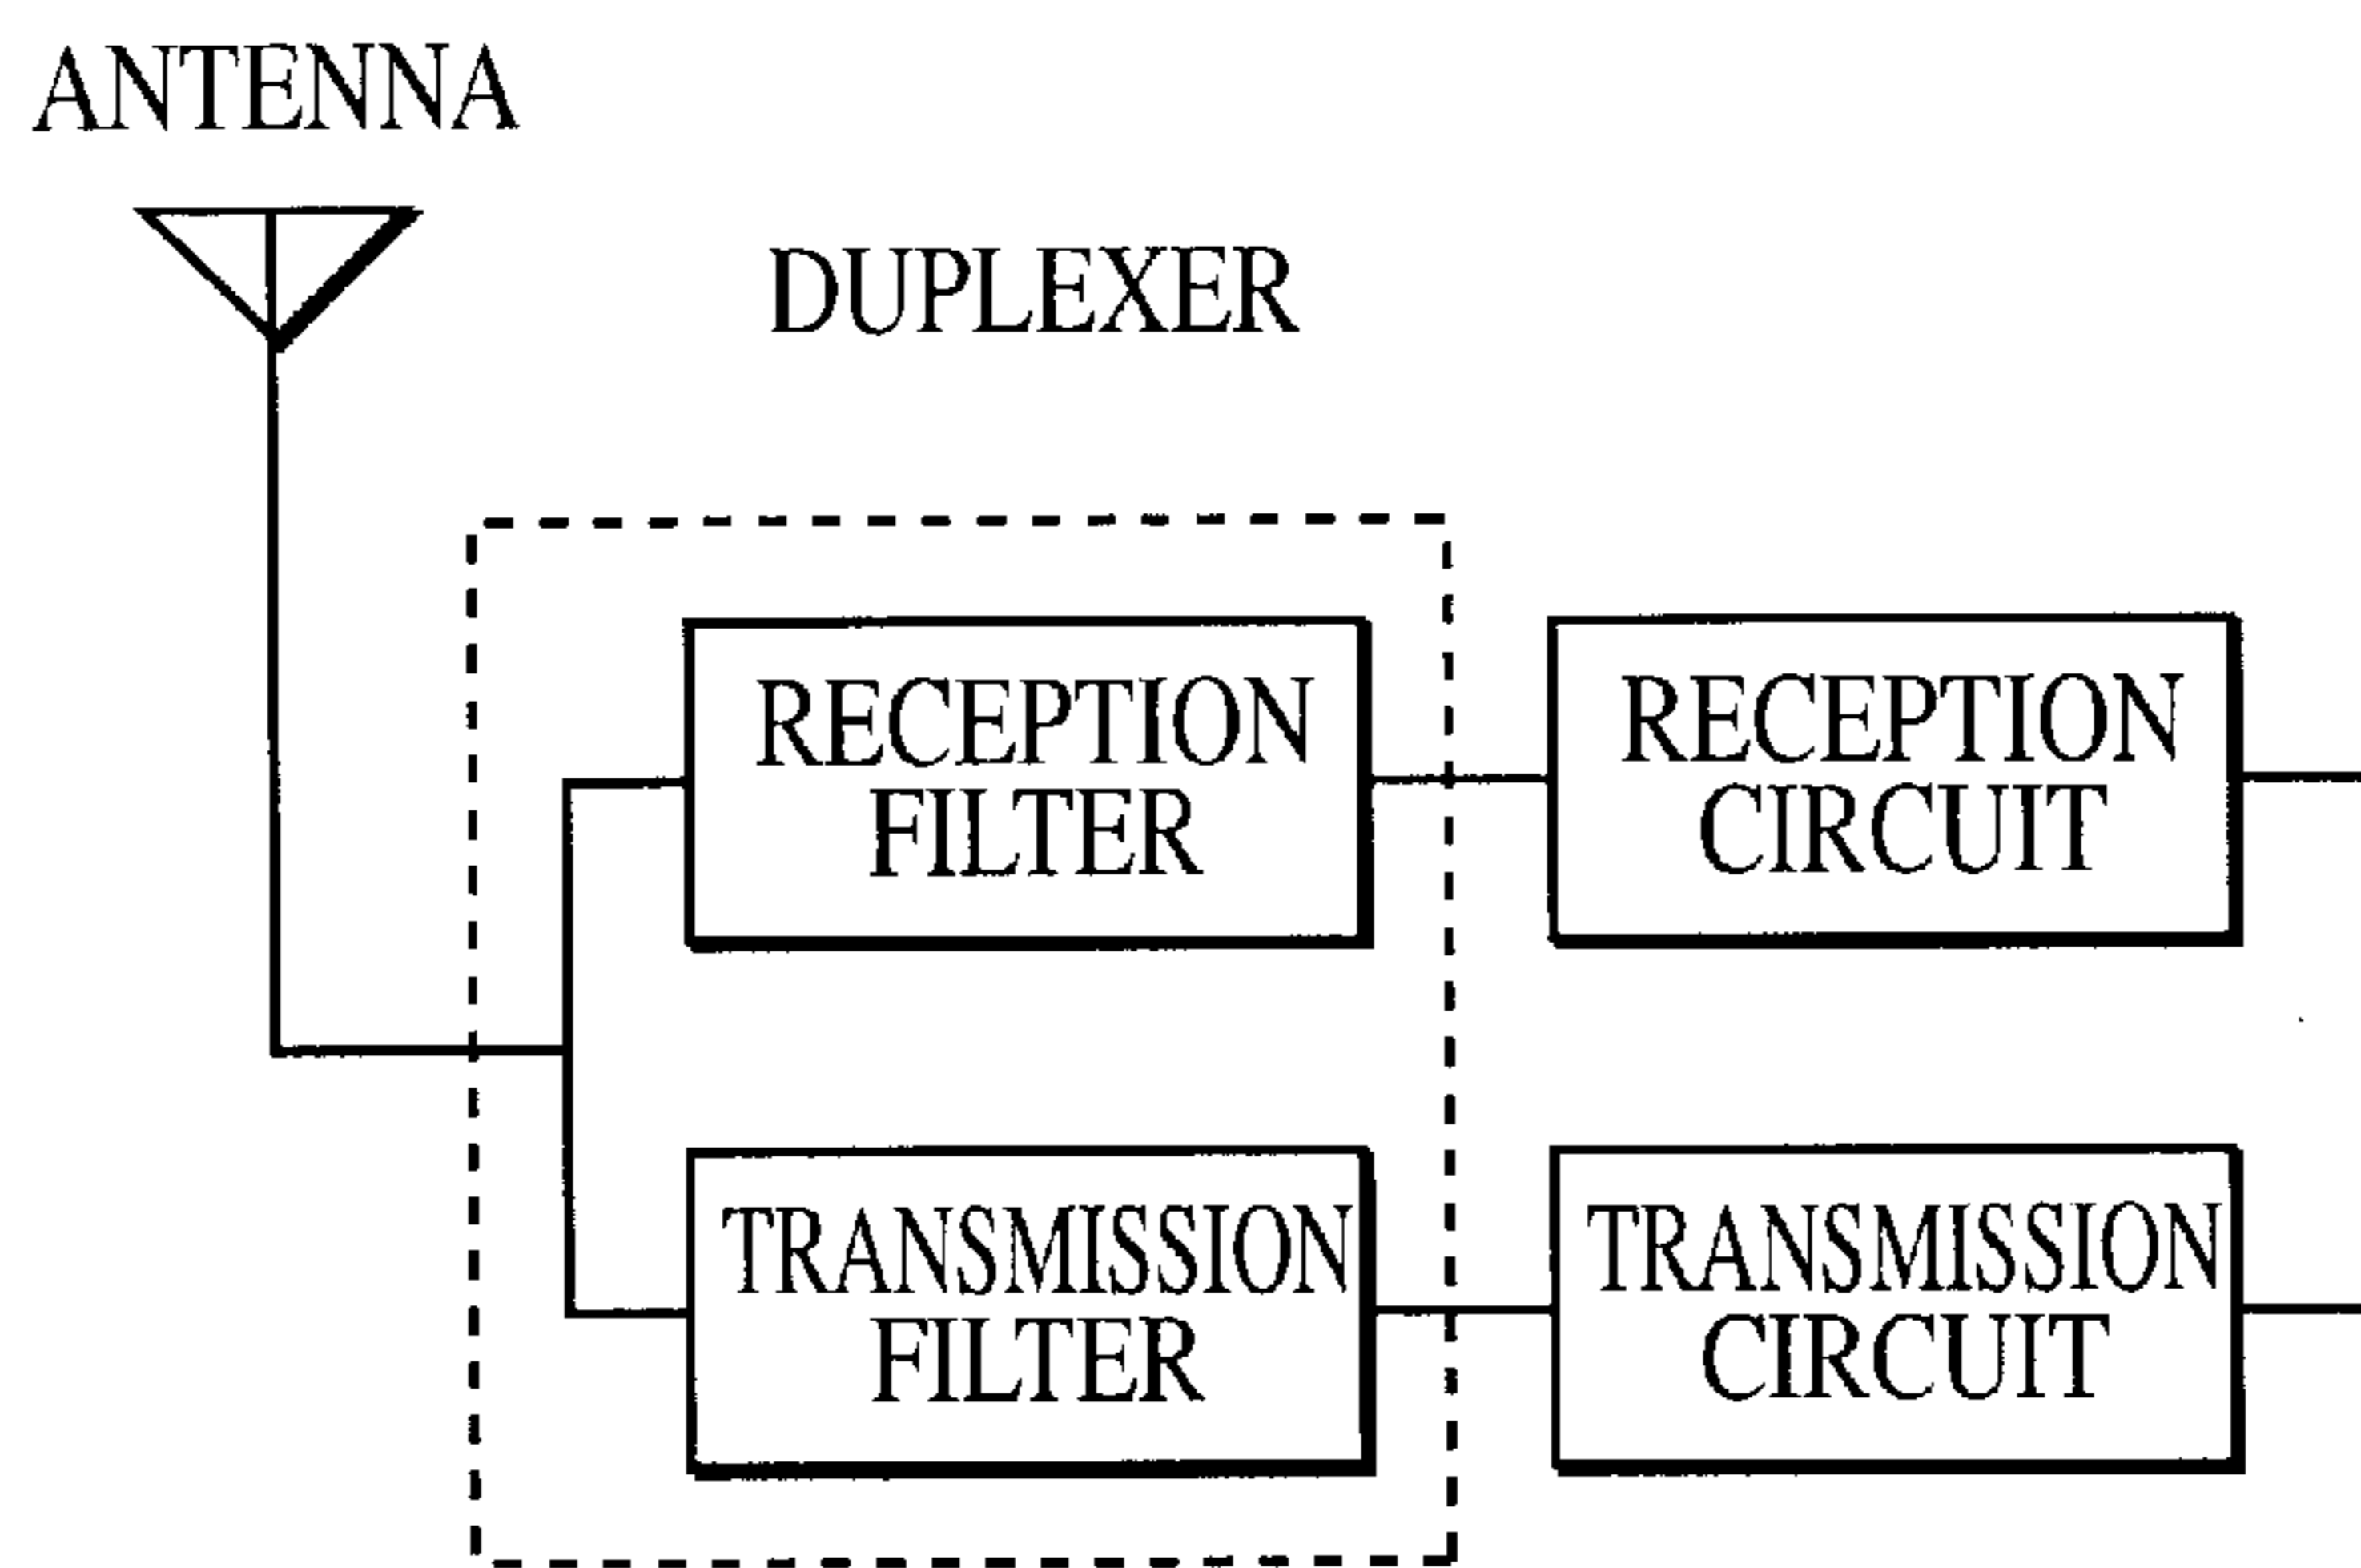 ANTENNA
DUPLEXER
RECEPTION
FILTER
RECEPTION
CIRCUIT
TRANSMISSION
FILTER
TRANSMISSION
CIRCUIT